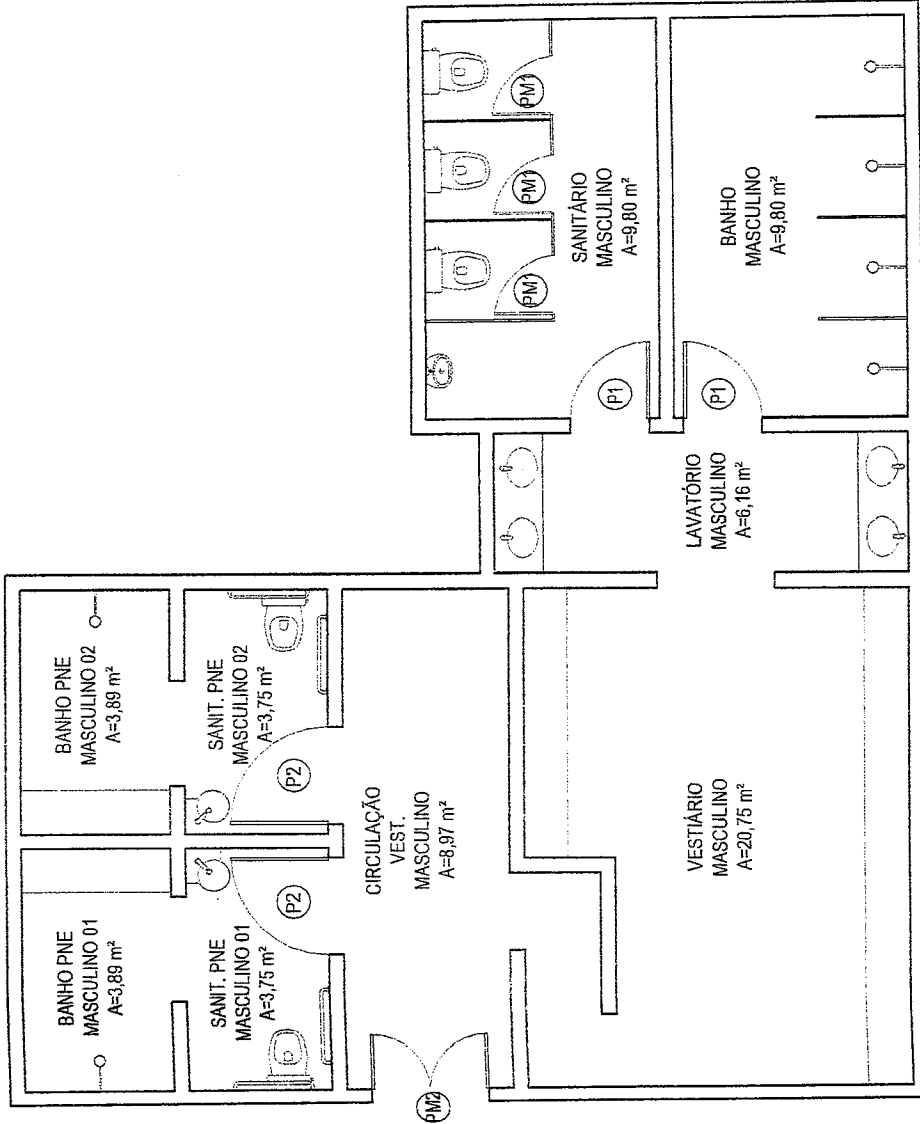 BANHO PNE
MASCULINO 01
A=3,89 m²
BANHO PNE
MASCULINO 02
A=3,89 m²
SANIT. PNE
MASCULINO 01
A=3,75 m²
SANIT. PNE
MASCULINO 02
A=3,75 m²
P2
P2
CIRCULAÇÃO
VEST.
MASCULINO
A=8,97 m²
PM2
VESTIÁRIO
MASCULINO
A=20,75 m²
LAVATÓRIO
MASCULINO
A=6,16 m²
P1
P1
SANITÁRIO
MASCULINO
A=9,80 m²
PM1
PM1
PM1
BANHO
MASCULINO
A=9,80 m²